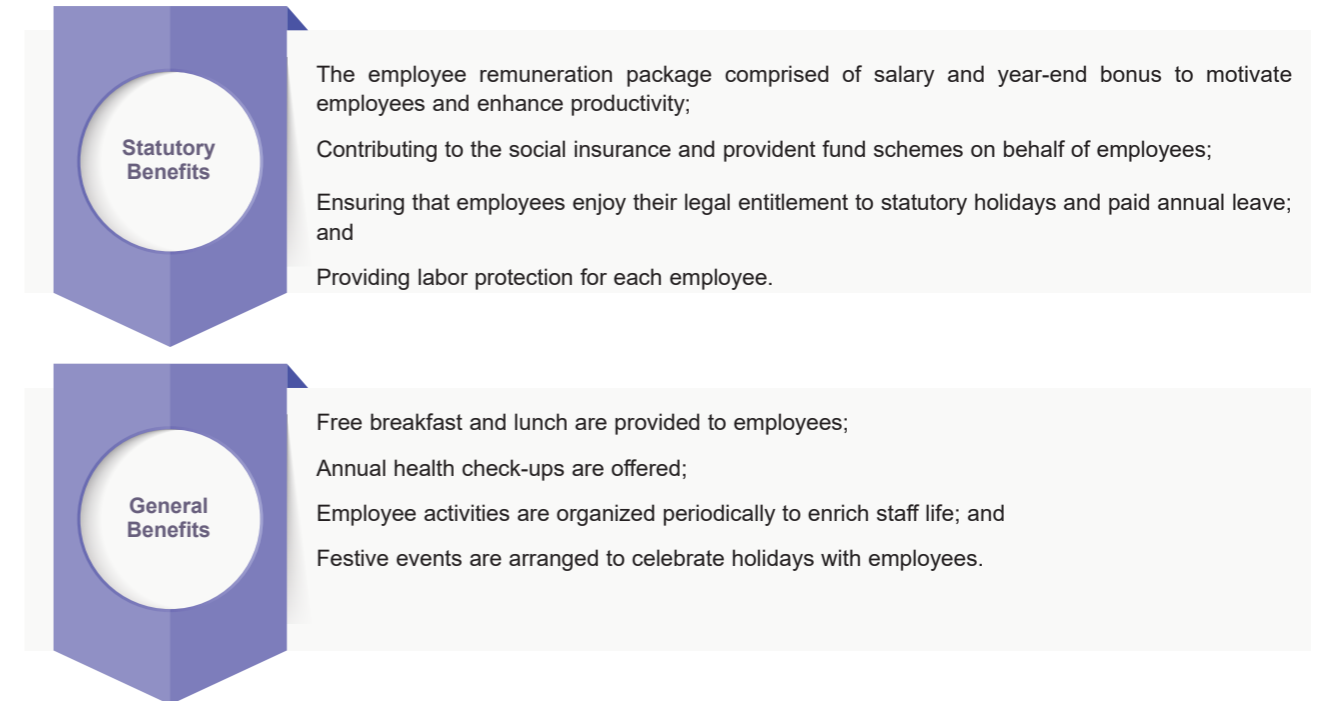 Statutory
Benefits
The employee remuneration package comprised of salary and year-end bonus to motivate
employees and enhance productivity;
Contributing to the social insurance and provident fund schemes on behalf of employees;
Ensuring that employees enjoy their legal entitlement to statutory holidays and paid annual leave;
and
Providing labor protection for each employee.
General
Benefits
Free breakfast and lunch are provided to employees;
Annual health check-ups are offered;
Employee activities are organized periodically to enrich staff life; and
Festive events are arranged to celebrate holidays with employees.